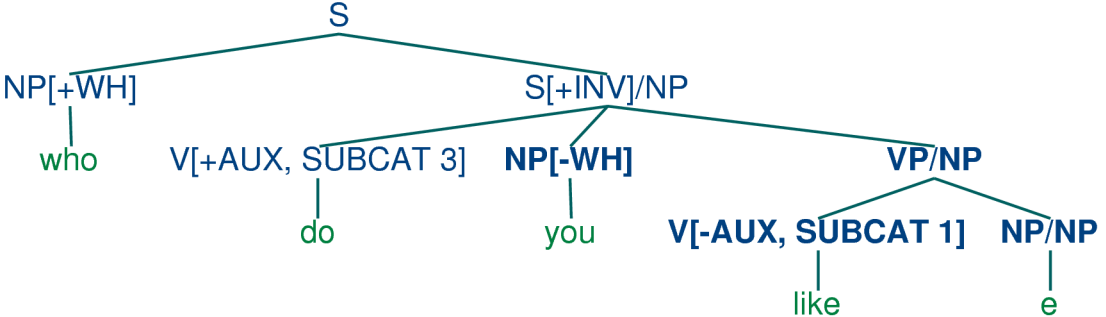 S
NP[+WH] S[+INV]/NP
who V[+AUX, SUBCAT 3] NP[-WH] VP/NP
do you V[-AUX, SUBCAT 1] NP/NP
like e